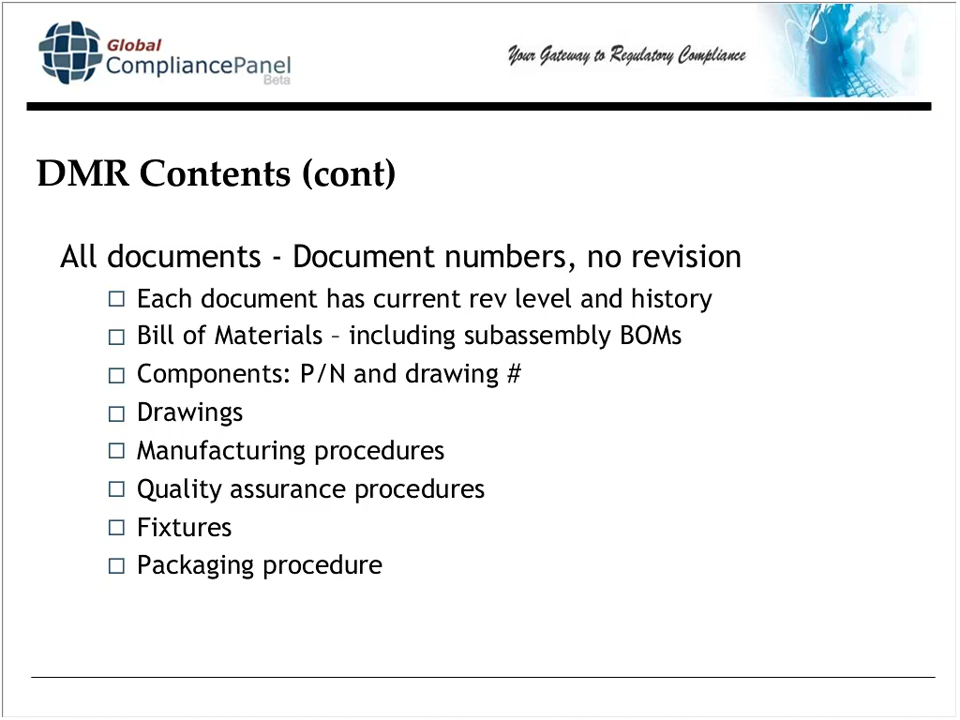 Global
CompliancePanel
Beta
Your Gateway to Regulatory Compliance
DMR Contents (cont)
All documents - Document numbers, no revision
Each document has current rev level and history
Bill of Materials – including subassembly BOMs
Components: P/N and drawing #
Drawings
Manufacturing procedures
Quality assurance procedures
Fixtures
Packaging procedure